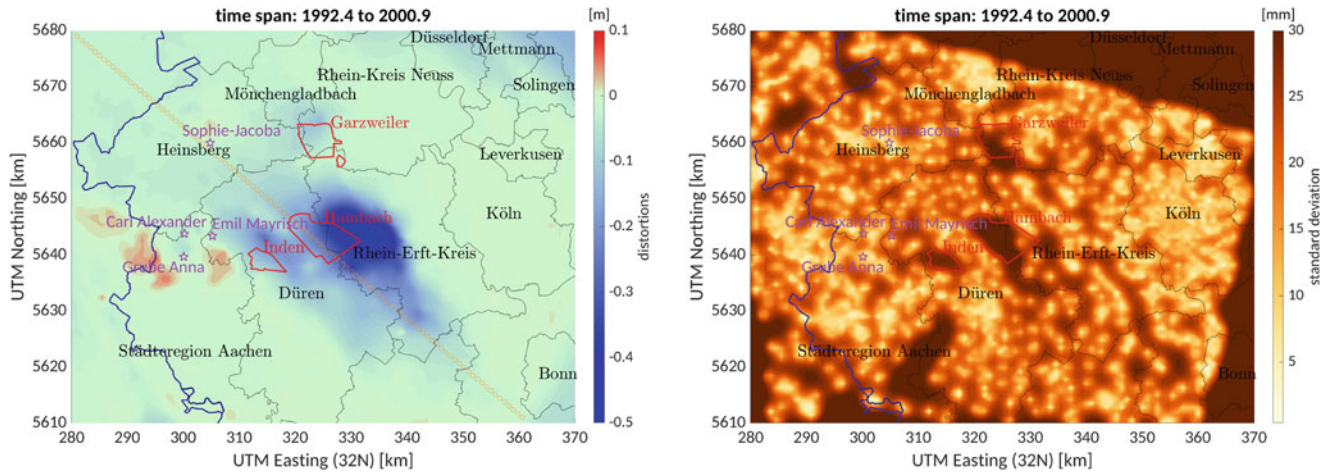 time span: 1992.4 to 2000.9
[m]
5680
5670
5660
5650
5640
5630
5620
5610
UTM Northing [km]
280
290
300
310
320
330
340
350
360
370
UTM Easting (32N) [km]
Düsseldorf
Mettmann
Rhein-Kreis Neuss
Solingen
Mönchengladbach
Garzweiler
Sophie-Jacoba
Heinsberg
Leverkusen
Carl Alexander
Emil Mayrisch
Hambach
Köln
Inden
Rhein-Erft-Kreis
Grube Anna
Düren
Städteregion Aachen
Bonn
0.1
0
-0.1
-0.2
-0.3
-0.4
-0.5
distortions
time span: 1992.4 to 2000.9
[mm]
5680
5670
5660
5650
5640
5630
5620
5610
UTM Northing [km]
280
290
300
310
320
330
340
350
360
370
UTM Easting (32N) [km]
Düsseldorf
Mettmann
Rhein-Kreis Neuss
Solingen
Mönchengladbach
Garzweiler
Sophie-Jacoba
Heinsberg
Leverkusen
Carl Alexander
Emil Mayrisch
Hambach
Köln
Inden
Rhein-Erft-Kreis
Grube Anna
Düren
Städteregion Aachen
Bonn
30
25
20
15
10
5
standard deviation